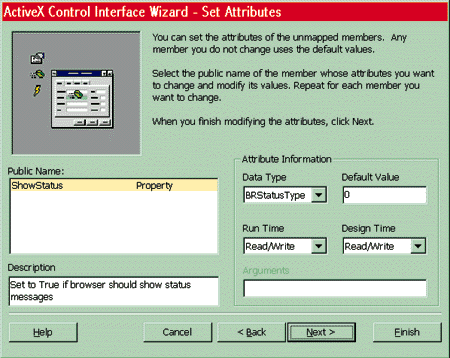 ActiveX Control Interface Wizard - Set Attributes
You can set the attributes of the unmapped members. Any
member you do not change uses the default values.
Select the public name of the member whose attributes you want
to change and modify its values. Repeat for each member you
want to change.
When you finish modifying the attributes, click Next.
Public Name:
ShowStatus Property
Attribute Information
Data Type Default Value
BRStatusType 0
Run Time Design Time
Read/Write Read/Write
Arguments
Description
Set to True if browser should show status
messages
Help Cancel < Back Next > Finish